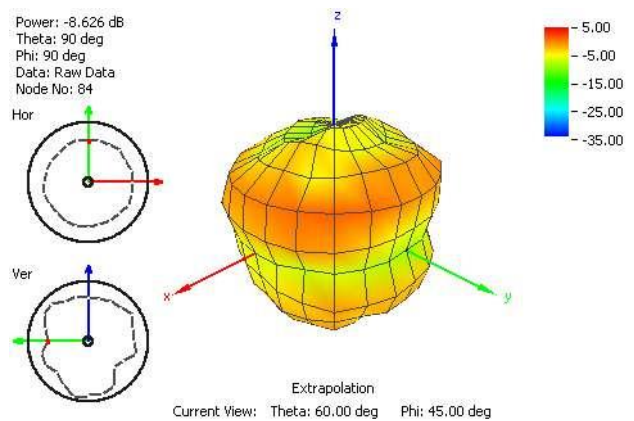 Power: -8.626 dB
Theta: 90 deg
Phi: 90 deg
Data: Raw Data
Node No: 84
Hor
Ver
z
x
y
5.00
-5.00
-15.00
-25.00
-35.00
Extrapolation
Current View: Theta: 60.00 deg Phi: 45.00 deg